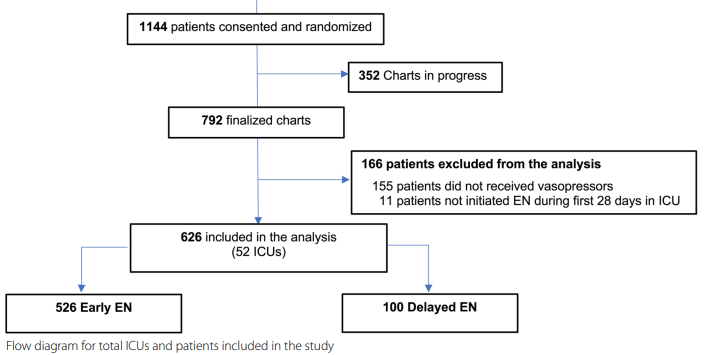 1144 patients consented and randomized
352 Charts in progress
792 finalized charts
166 patients excluded from the analysis
155 patients did not received vasopressors
11 patients not initiated EN during first 28 days in ICU
626 included in the analysis
(52 ICUs)
526 Early EN
100 Delayed EN
Flow diagram for total ICUs and patients included in the study